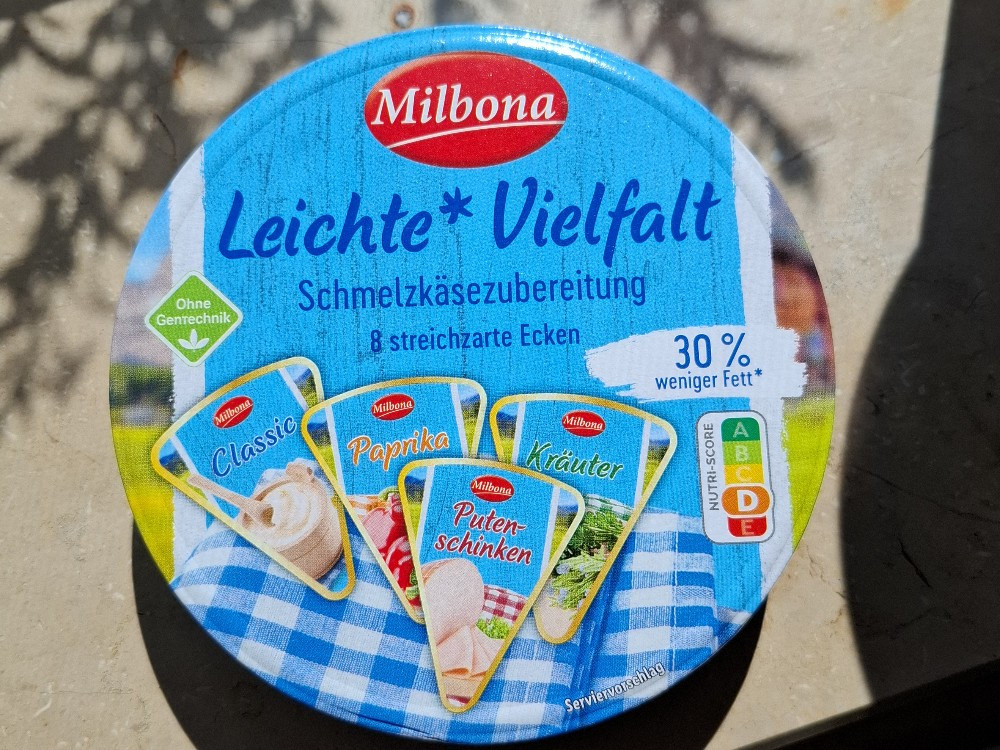 Milbona
Leichte* Vielfalt
Schmelzkäsezubereitung
8 streichzarte Ecken
Ohne
Gentechnik
30 %
weniger Fett*
Milbona
Classic
Milbona
Paprika
Milbona
Kräuter
Milbona
Puten-
schinken
NUTRI-SCORE
A
B
C
D
E
Serviervorschlag